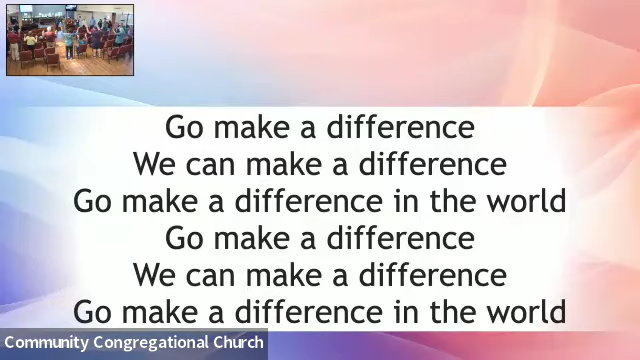 Go make a difference
We can make a difference
Go make a difference in the world
Go make a difference
We can make a difference
Go make a difference in the world
Community Congregational Church